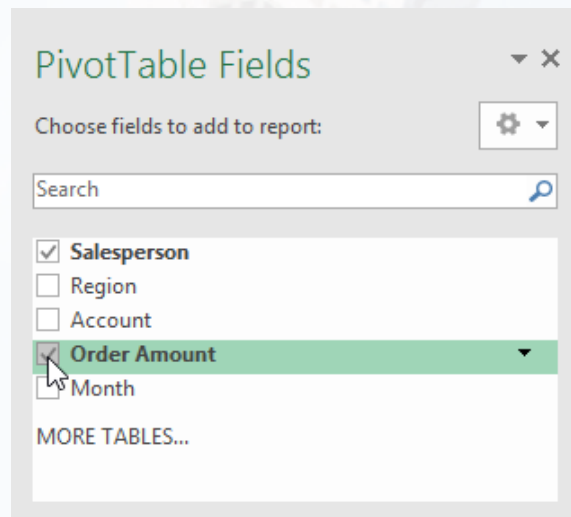 PivotTable Fields
Choose fields to add to report:
Search
Salesperson
Region
Account
Order Amount
Month
MORE TABLES...